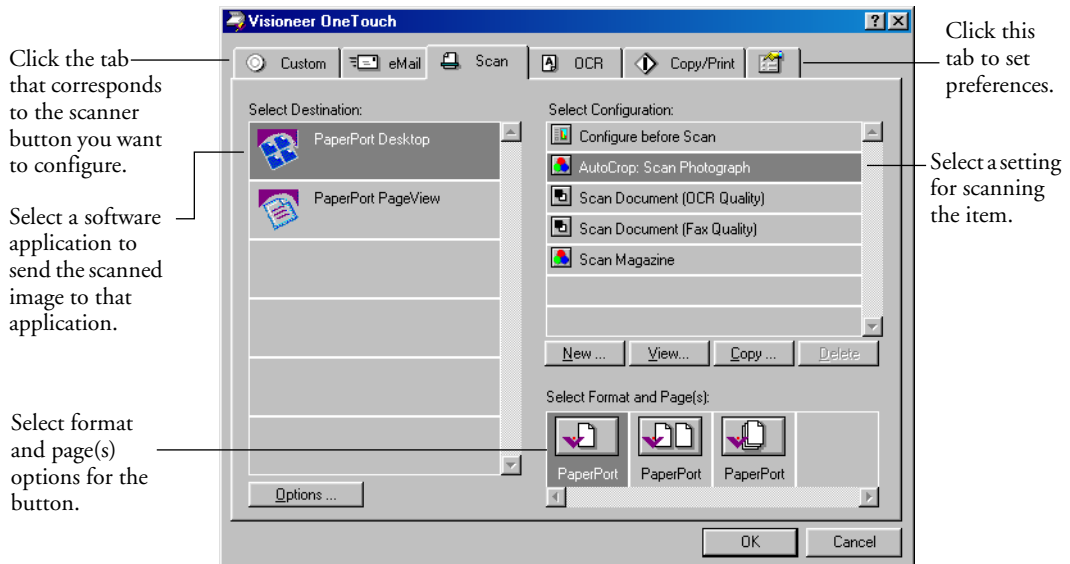 Visioneer OneTouch
Click the tab
that corresponds
to the scanner
button you want
to configure.
Custom
eMail
Scan
OCR
Copy/Print
Click this
tab to set
preferences.
Select Destination:
PaperPort Desktop
PaperPort PageView
Select a software
application to
send the scanned
image to that
application.
Select Configuration:
Configure before Scan
AutoCrop: Scan Photograph
Scan Document (OCR Quality)
Scan Document (Fax Quality)
Scan Magazine
Select a setting
for scanning
the item.
New ...
View...
Copy ...
Delete
Select Format and Page(s):
PaperPort
PaperPort
PaperPort
Select format
and page(s)
options for the
button.
Options ...
OK
Cancel